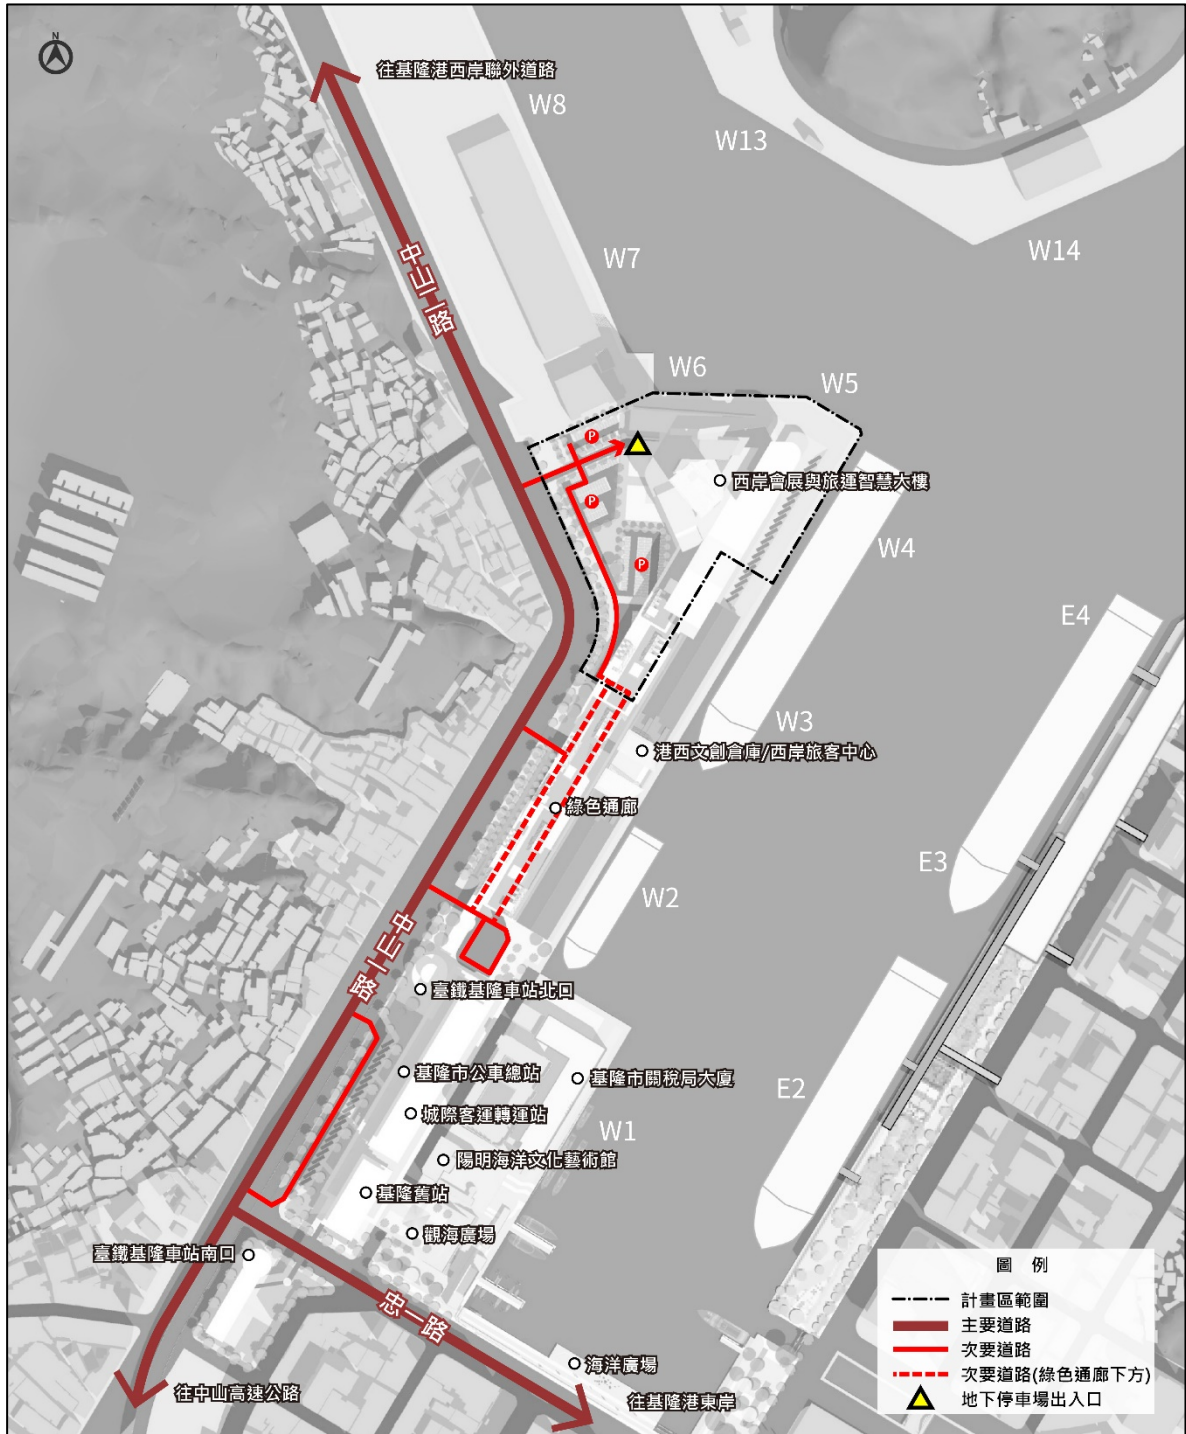 N
往基隆港西岸聯外道路
W8
W13
W14
W7
中山二路
W6
W5
P
P
西岸會展與旅運智慧大樓
W4
P
E4
W3
港西文創倉庫/西岸旅客中心
綠色通廊
E3
W2
中山一路
臺鐵基隆車站北口
基隆市公車總站
基隆市關稅局大廈
E2
城際客運轉運站
W1
陽明海洋文化藝術館
基隆舊站
觀海廣場
臺鐵基隆車站南口
忠一路
海洋廣場
往中山高速公路
往基隆港東岸
圖 例
計畫區範圍
主要道路
次要道路
次要道路(綠色通廊下方)
地下停車場出入口